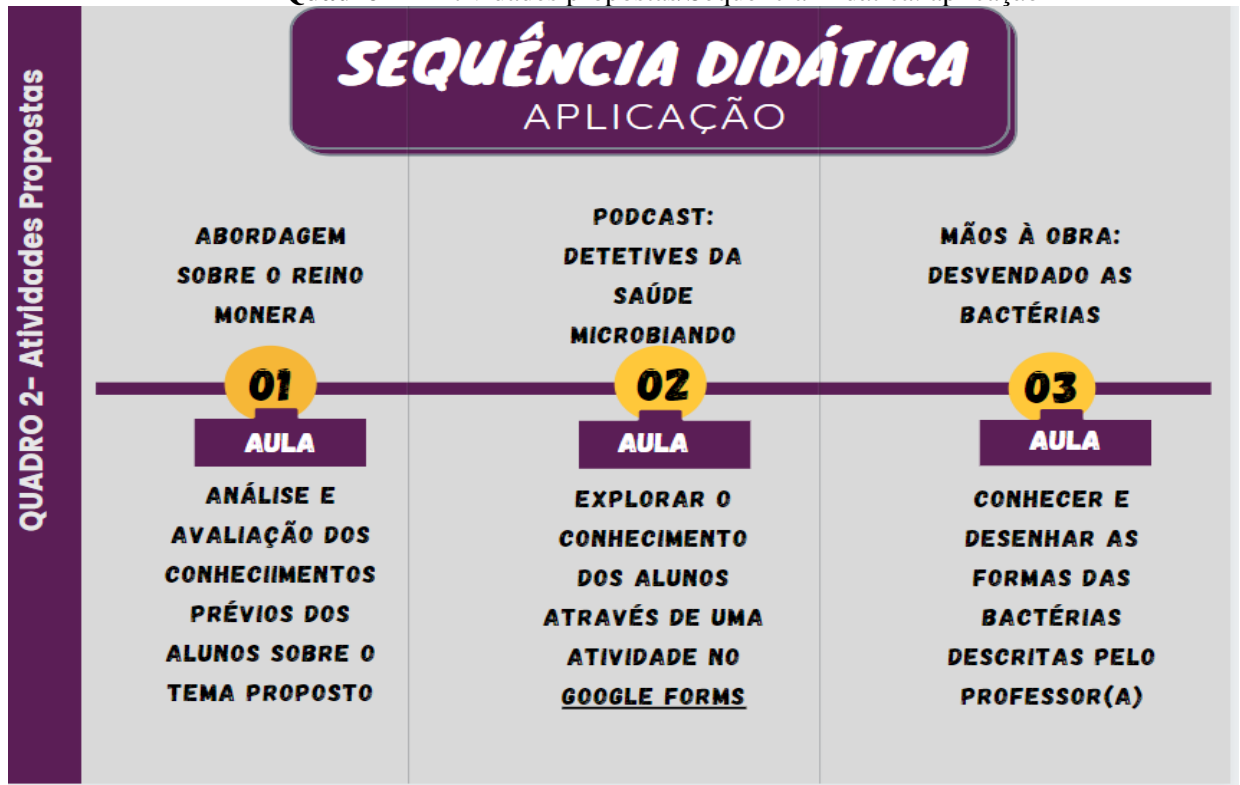 SEQUÊNCIA DIDÁTICA
APLICAÇÃO
QUADRO 2- Atividades Propostas
ABORDAGEM
SOBRE O REINO
MONERA
01
AULA
ANÁLISE E
AVALIAÇÃO DOS
CONHECIIMENTOS
PRÉVIOS DOS
ALUNOS SOBRE O
TEMA PROPOSTO
PODCAST:
DETETIVES DA
SAÚDE
MICROBIANDO
02
AULA
EXPLORAR O
CONHECIMENTO
DOS ALUNOS
ATRAVÉS DE UMA
ATIVIDADE NO
GOOGLE FORMS
MÃOS À OBRA:
DESVENDADO AS
BACTÉRIAS
03
AULA
CONHECER E
DESENHAR AS
FORMAS DAS
BACTÉRIAS
DESCRITAS PELO
PROFESSOR(A)